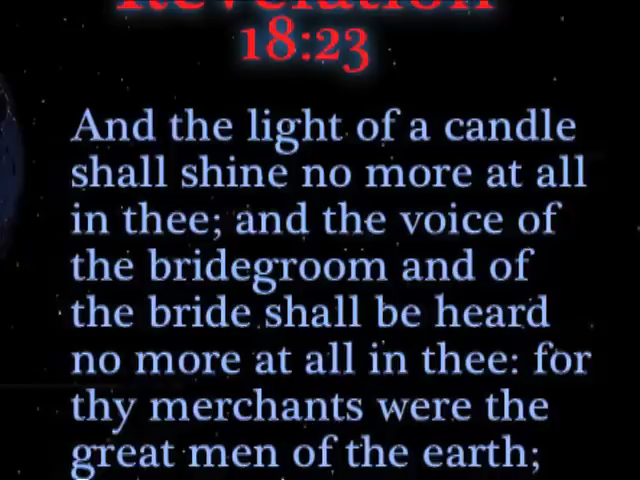 Revelation
18:23
And the light of a candle
shall shine no more at all
in thee; and the voice of
the bridegroom and of
the bride shall be heard
no more at all in thee: for
thy merchants were the
great men of the earth;